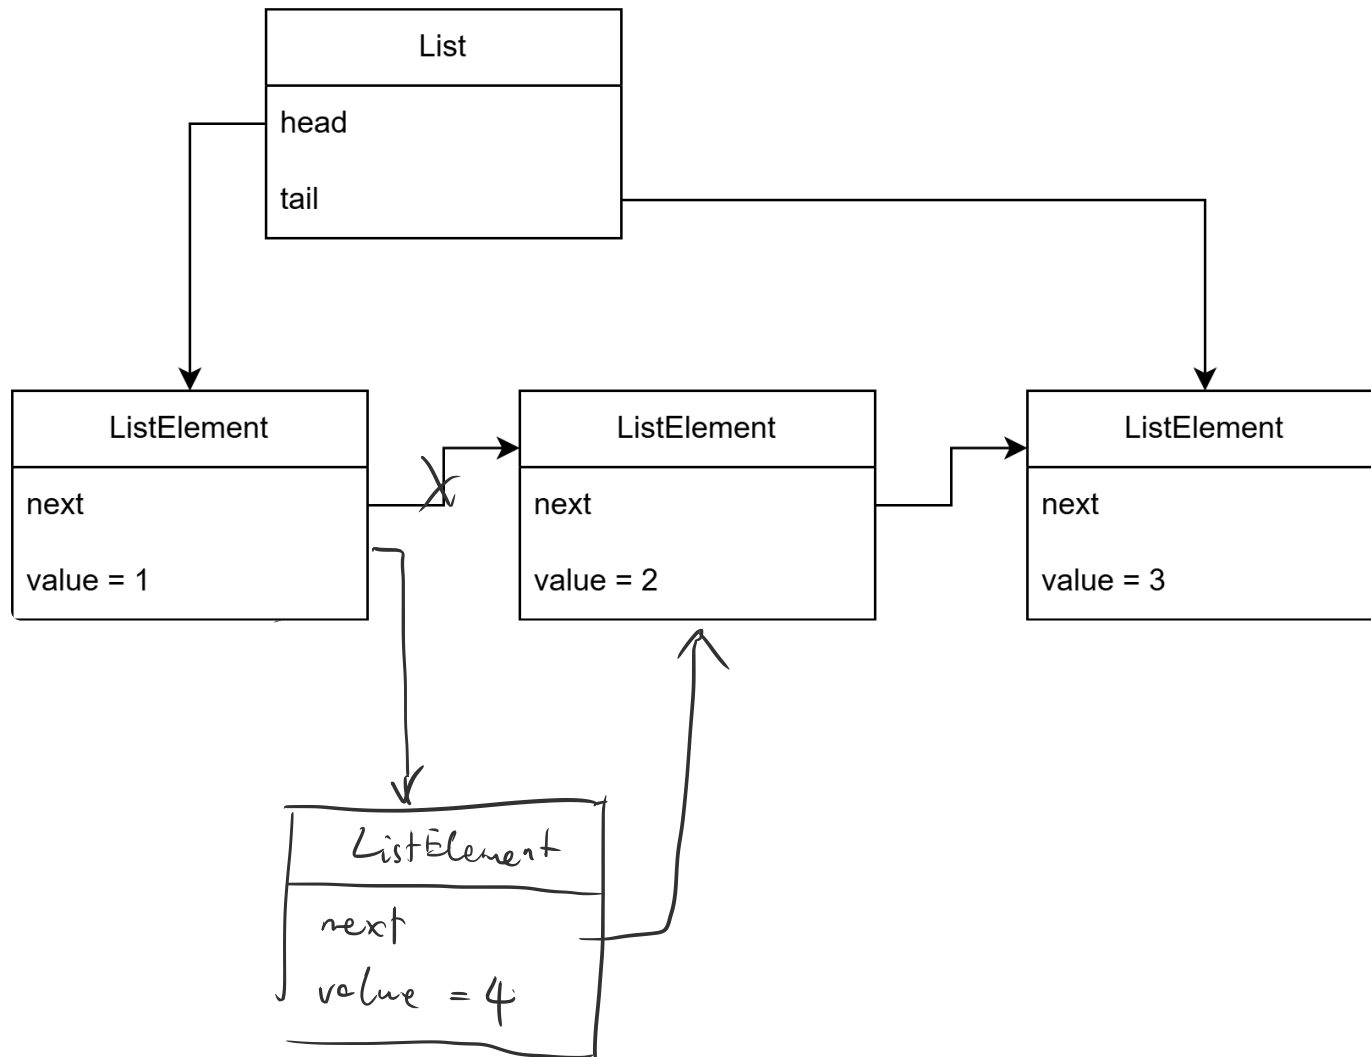 List
head
tail
ListElement
next
value = 1
ListElement
next
value = 2
ListElement
next
value = 3
ListElement
next
value = 4